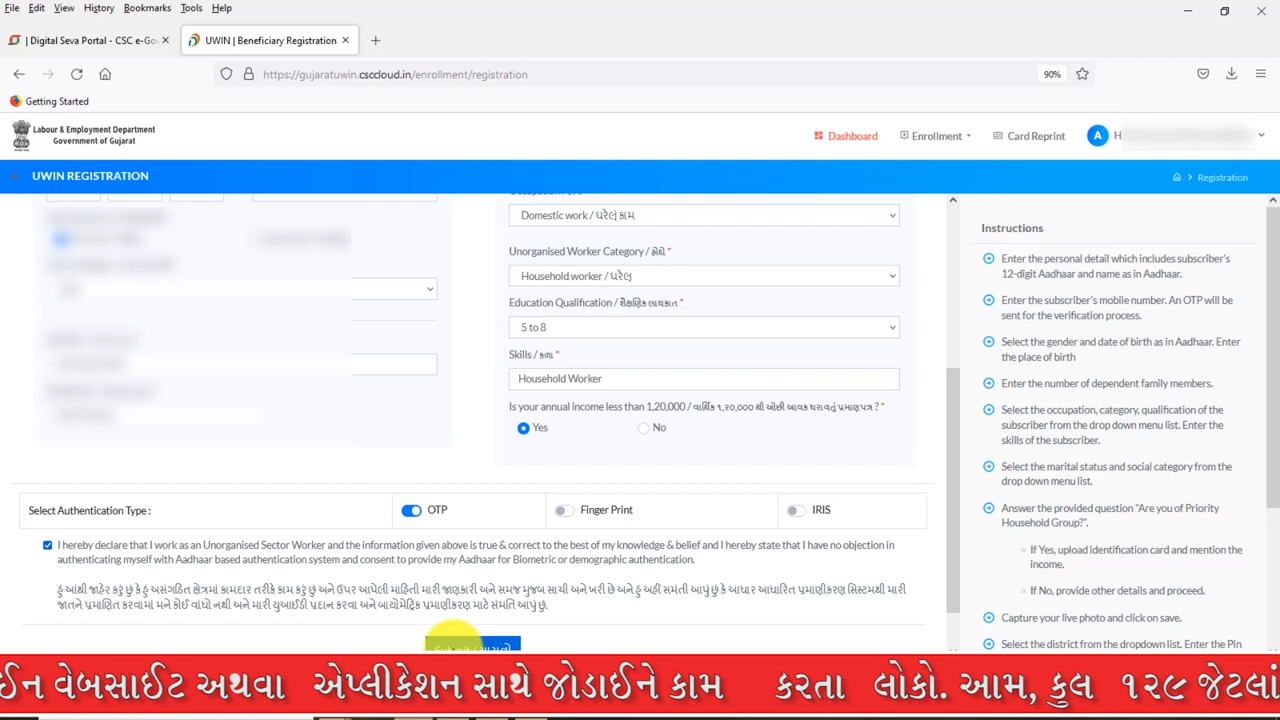 File Edit View History Bookmarks Tools Help
| Digital Seva Portal - CSC e-Gov
UWIN | Beneficiary Registration
https://gujaratuwin.csccloud.in/enrollment/registration
90%
Getting Started
Labour & Employment Department
Government of Gujarat
Dashboard
Enrollment
Card Reprint
A
H
UWIN REGISTRATION
Registration
Domestic work / ઘરેલું કામ
Unorganised Worker Category / હોદ્દો *
Household worker / ઘરેલું
Education Qualification / શૈક્ષણિક લાયકાત *
5 to 8
Skills / કળા *
Household Worker
Is your annual income less than 1,20,000 / વાર્ષિક ૧,૨૦,૦૦૦ થી ઓછી આવક ધરાવતું પ્રમાણપત્ર ? *
Yes
No
Select Authentication Type :
OTP
Finger Print
IRIS
I hereby declare that I work as an Unorganised Sector Worker and the information given above is true & correct to the best of my knowledge & belief and I hereby state that I have no objection in
authenticating myself with Aadhaar based authentication system and consent to provide my Aadhaar for Biometric or demographic authentication.
હું આંથી જાહેર કરું છું કે હું અસંગઠિત ક્ષેત્રમાં કામદાર તરીકે કામ કરું છું અને ઉપર આપેલી માહિતી મારી જાણકારી અને સમજ મુજબ સાચી અને ખરી છે અને હું અહીં સમંતી આપું છું કે આધાર આધારિત પ્રમાણીકરણ સિસ્ટમથી મારી
જાતને પ્રમાણિત કરવામાં મને કોઈ વાંધો નથી અને મારી યુઆઈડી પ્રદાન કરવા અને બાયોમેટ્રિક પ્રમાણીકરણ માટે સંમતિ આપું છું.
Instructions
Enter the personal detail which includes subscriber's
12-digit Aadhaar and name as in Aadhaar.
Enter the subscriber's mobile number. An OTP will be
sent for the verification process.
Select the gender and date of birth as in Aadhaar. Enter
the place of birth
Enter the number of dependent family members.
Select the occupation, category, qualification of the
subscriber from the drop down menu list. Enter the
skills of the subscriber.
Select the marital status and social category from the
drop down menu list.
Answer the provided question "Are you of Priority
Household Group?".
If Yes, upload identification card and mention the
income.
If No, provide other details and proceed.
Capture your live photo and click on save.
Select the district from the dropdown list. Enter the Pin
ઈન વેબસાઈટ અથવા એપ્લીકેશન સાથે જોડાઈને કામ કરતા લોકો. આમ, કુલ ૧૨૯ જેટલાં